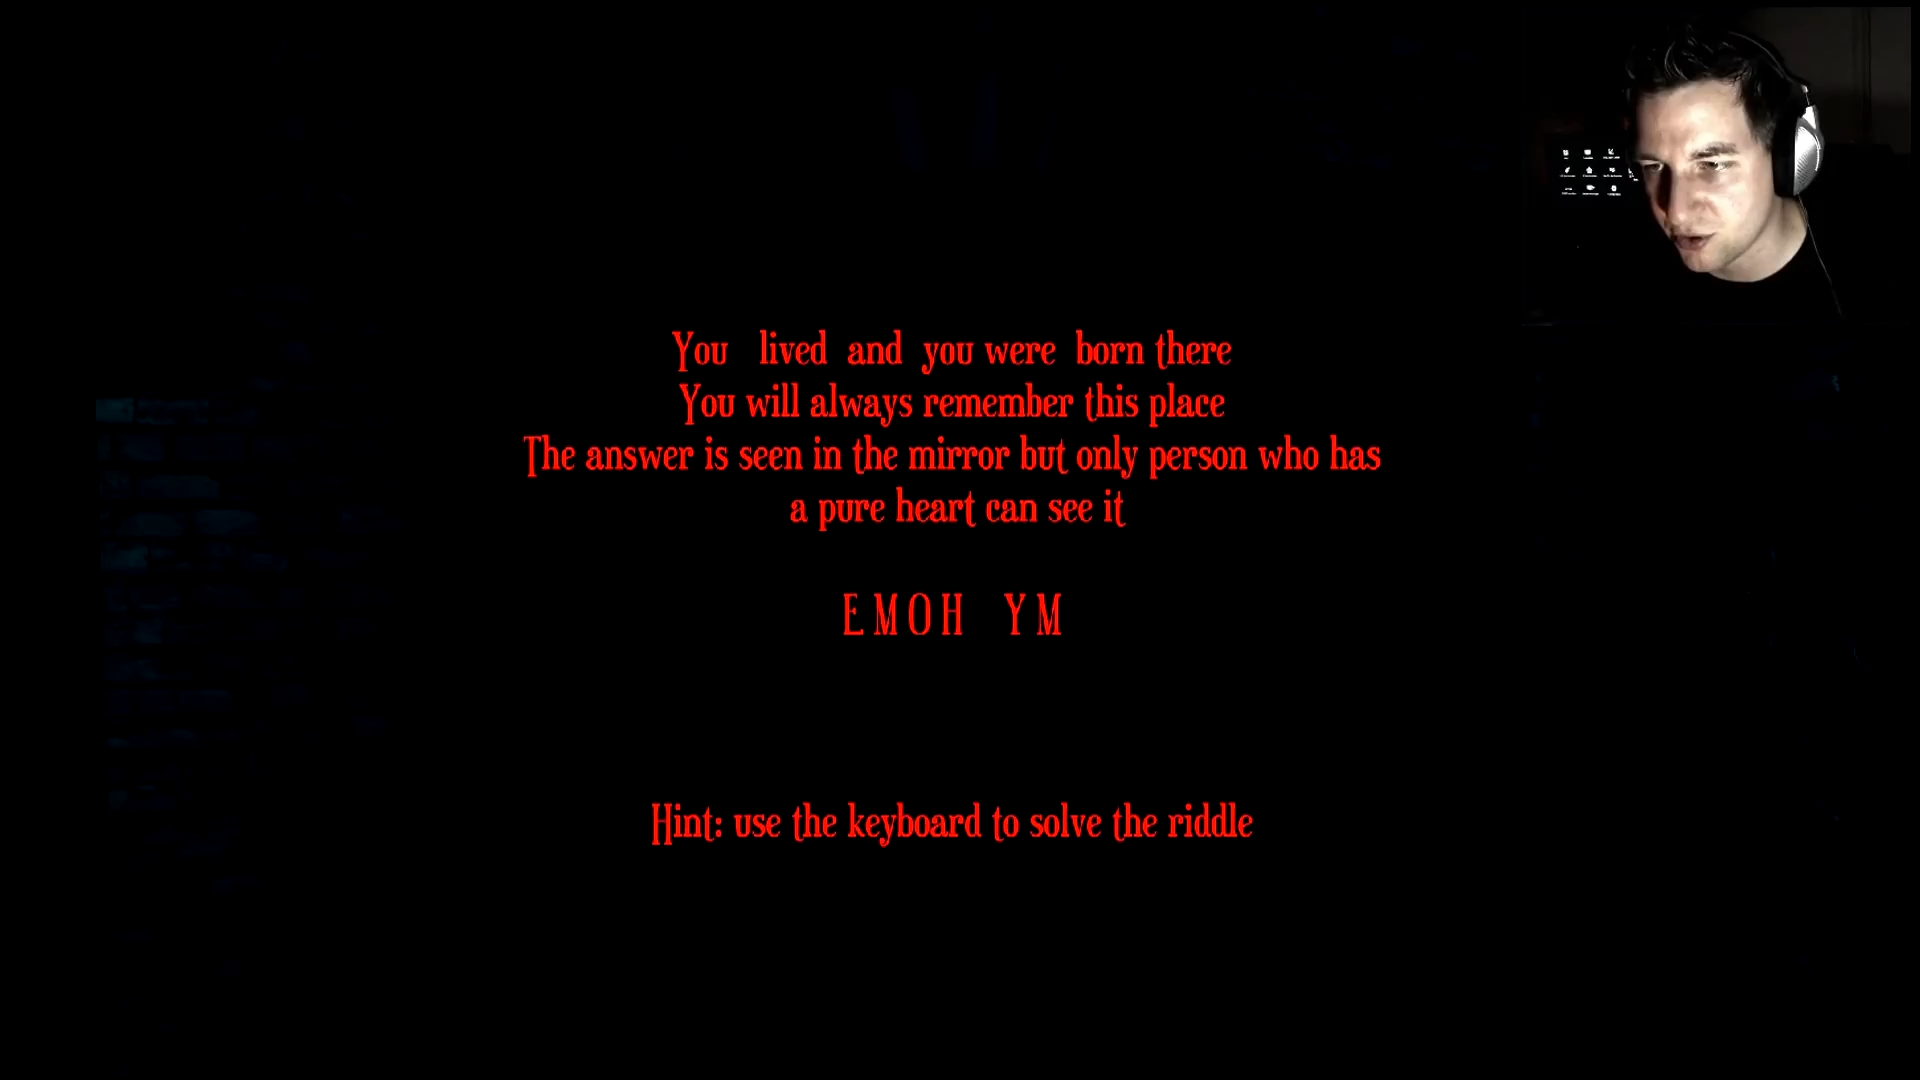 You lived and you were born there
You will always remember this place
The answer is seen in the mirror but only person who has
a pure heart can see it
EMOH YM
Hint: use the keyboard to solve the riddle